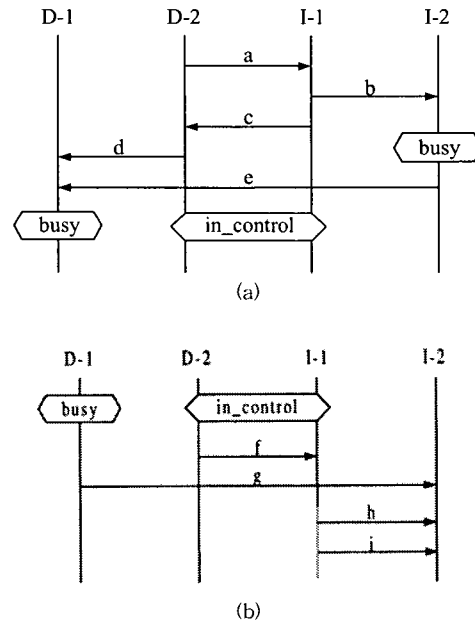 D-1 D-2 I-1 I-2
a
b
c
busy
d
e
busy in_control
(a)
D-1 D-2 I-1 I-2
busy in_control
f
g
h
i
(b)